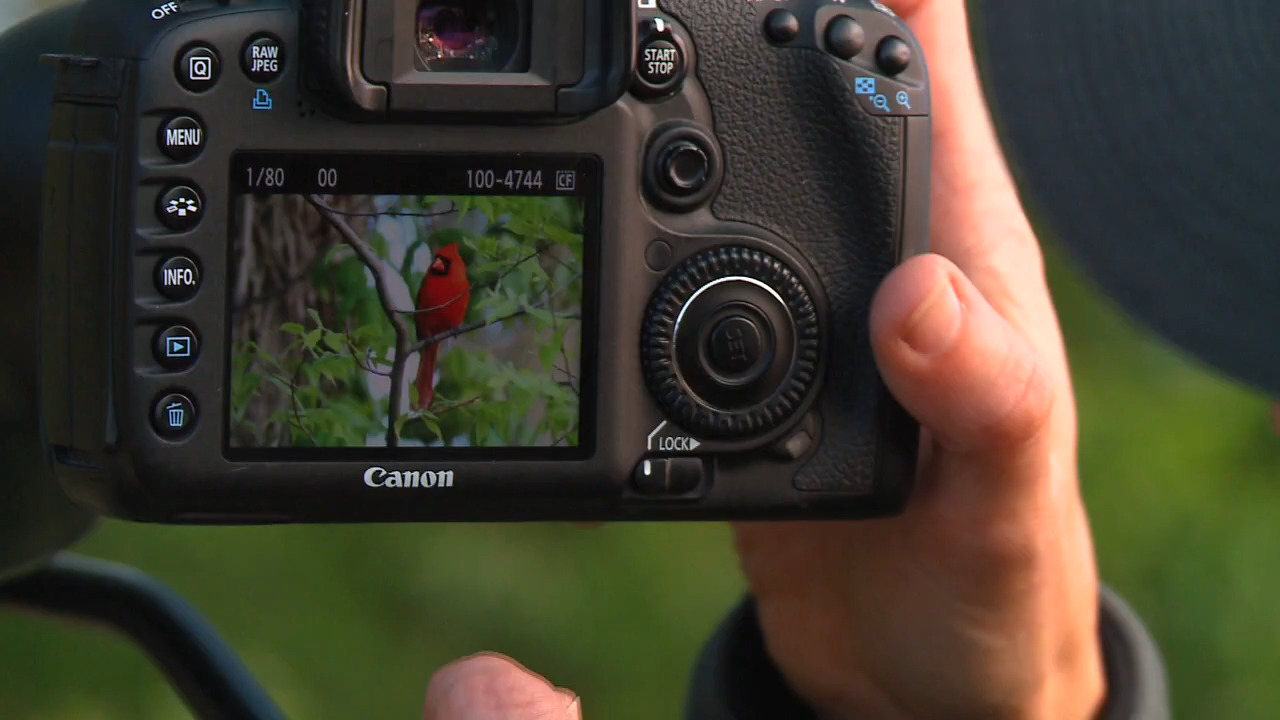 OFF
Q
RAW
JPEG
START
STOP
MENU
1/80 00 100-4744 CF
INFO.
SET
LOCK
Canon